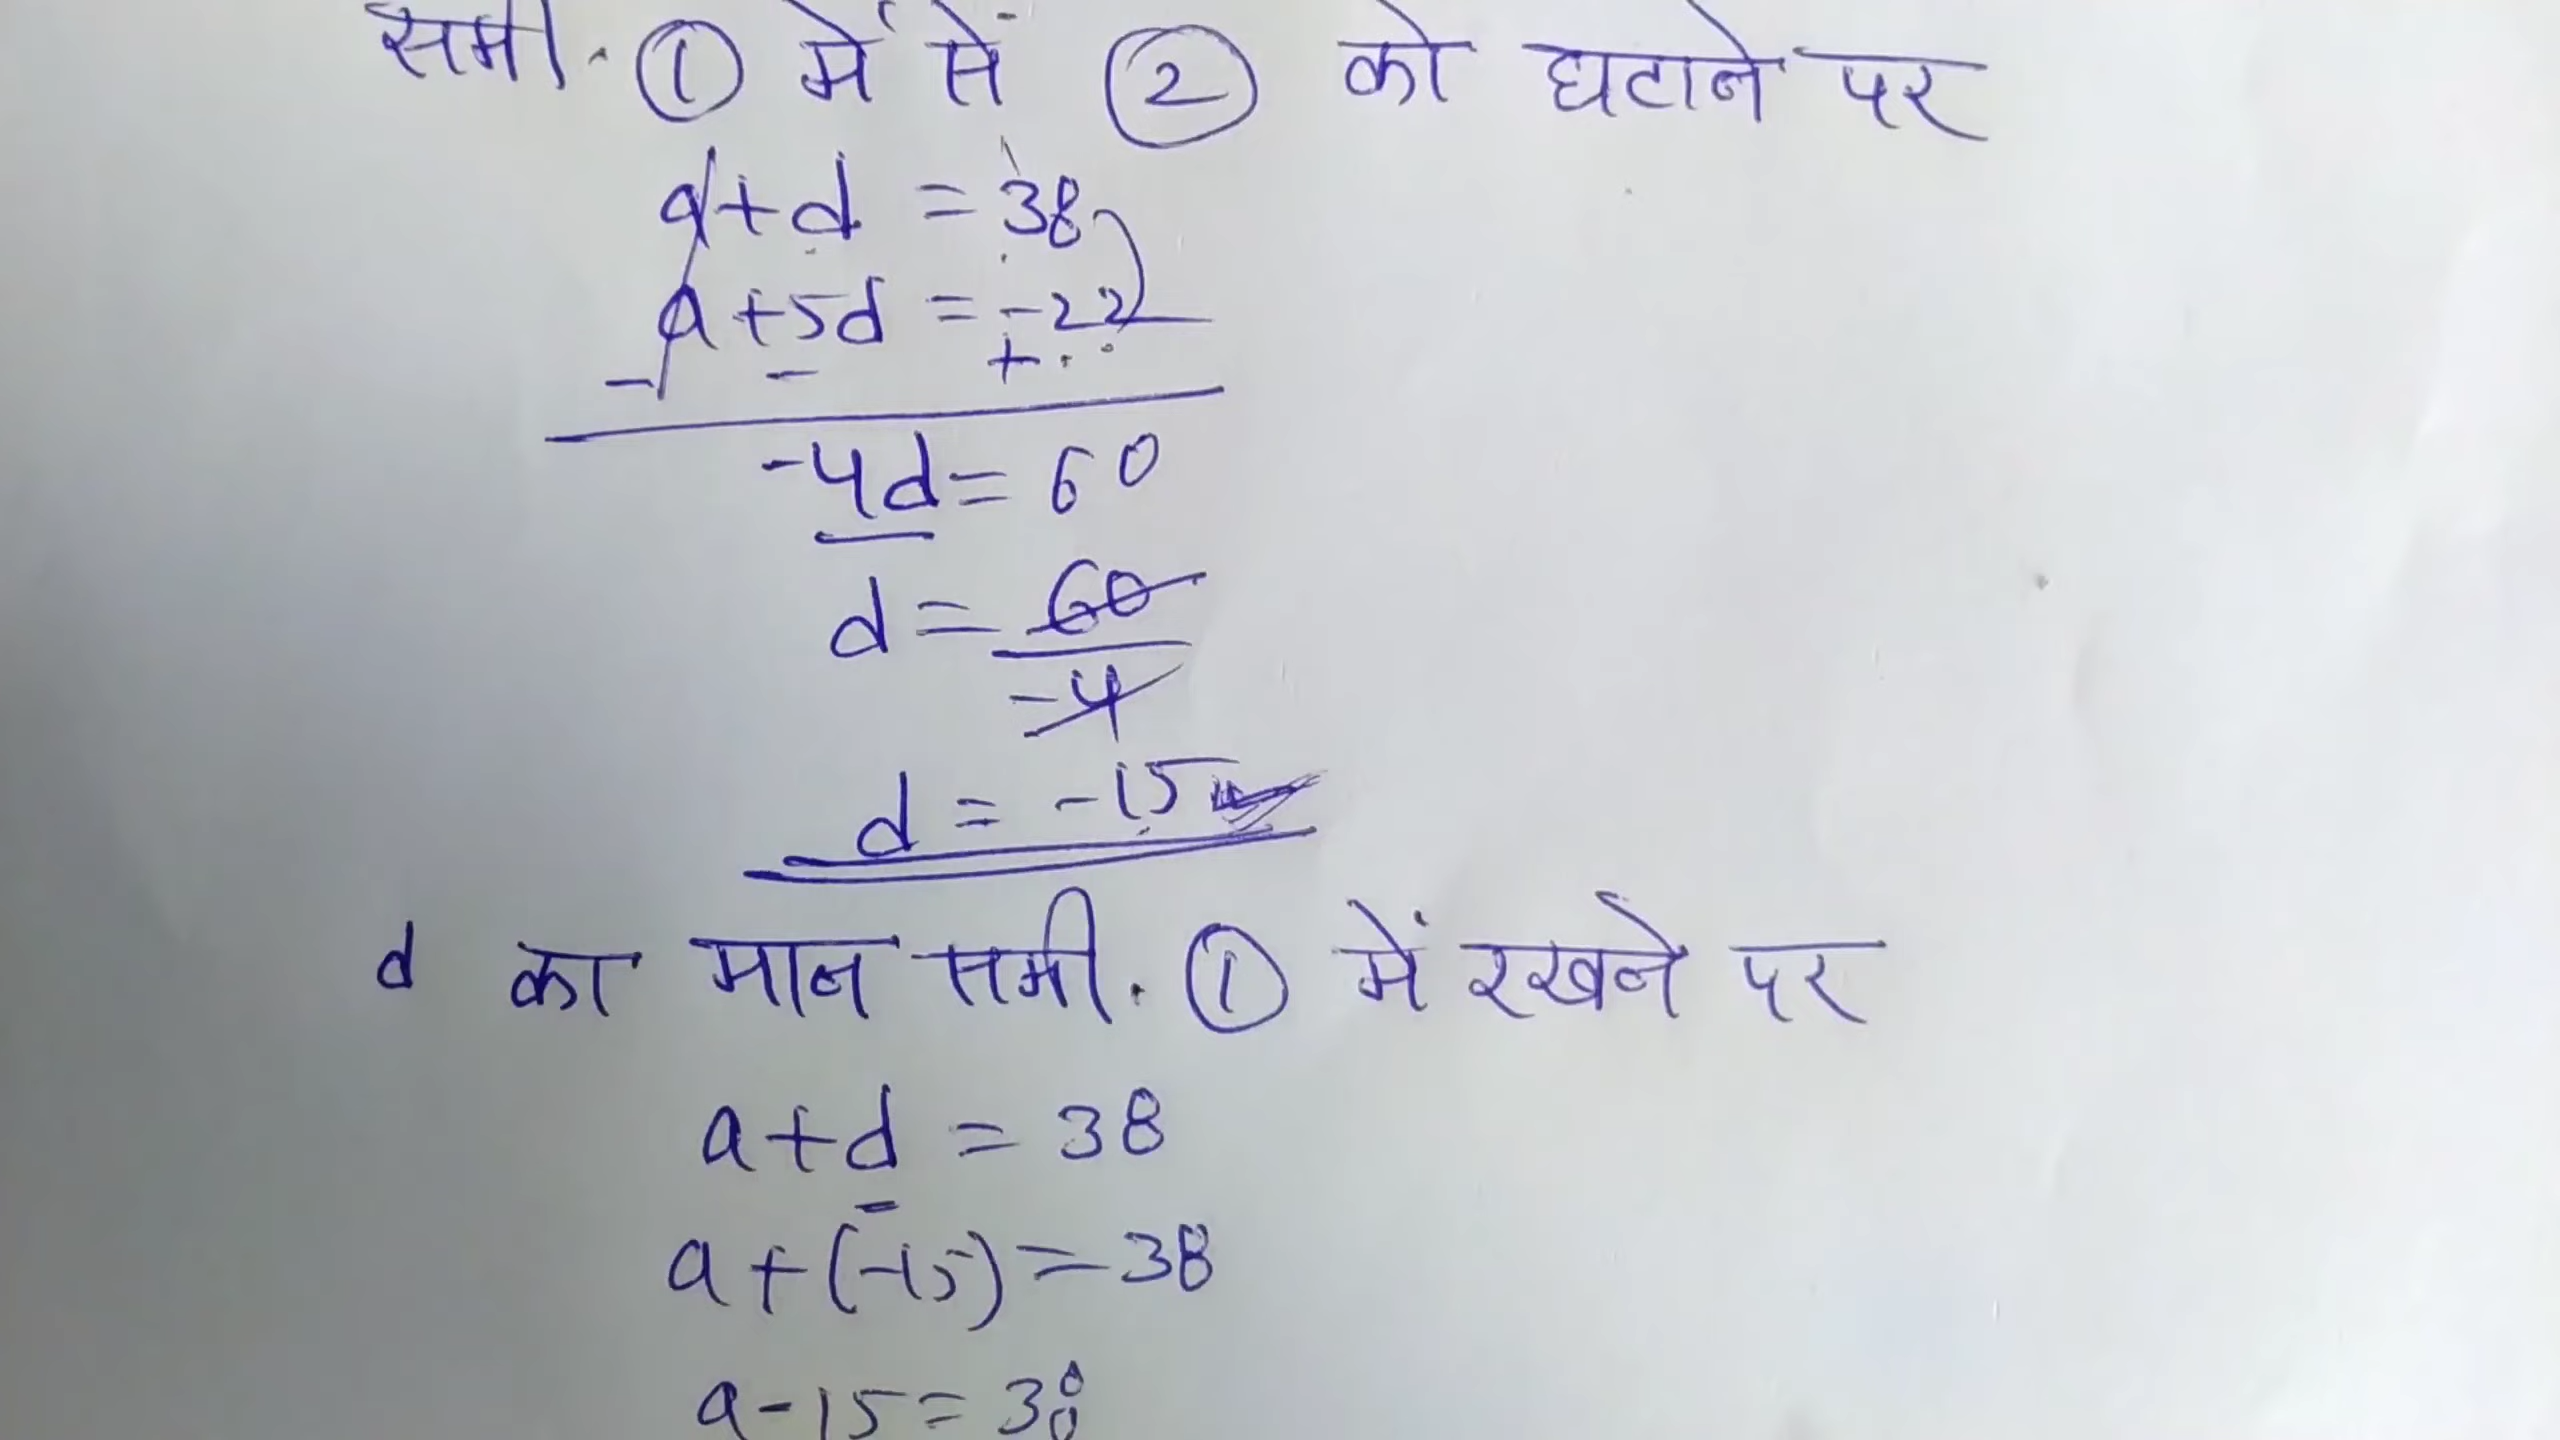 समी. ① में से ② को घटाने पर
a+d = 38
a+5d = -22
- - +
-4d = 60
d = 60
-4
d = -15
d का मान समी. ① में रखने पर
a+d = 38
a+(-15) = 38
a-15 = 38